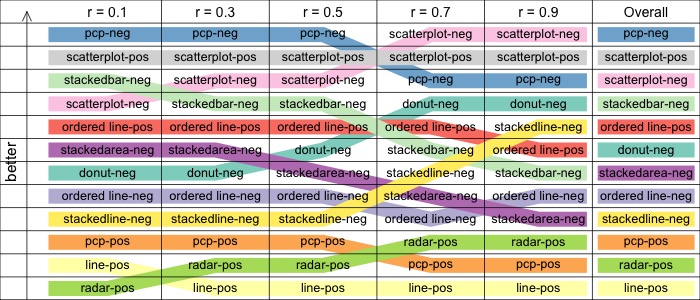 r = 0.1 r = 0.3 r = 0.5 r = 0.7 r = 0.9 Overall
pcp-neg pcp-neg pcp-neg scatterplot-neg scatterplot-neg pcp-neg
scatterplot-pos scatterplot-pos scatterplot-pos scatterplot-pos scatterplot-pos scatterplot-pos
stackedbar-neg scatterplot-neg scatterplot-neg pcp-neg pcp-neg scatterplot-neg
scatterplot-neg stackedbar-neg stackedbar-neg donut-neg donut-neg stackedbar-neg
ordered line-pos ordered line-pos ordered line-pos ordered line-pos stackedline-neg ordered line-pos
stackedarea-neg stackedarea-neg donut-neg stackedbar-neg ordered line-pos donut-neg
donut-neg donut-neg stackedarea-neg stackedline-neg stackedbar-neg stackedarea-neg
ordered line-neg ordered line-neg ordered line-neg stackedarea-neg ordered line-neg ordered line-neg
stackedline-neg stackedline-neg stackedline-neg ordered line-neg stackedarea-neg stackedline-neg
pcp-pos pcp-pos pcp-pos radar-pos radar-pos pcp-pos
line-pos radar-pos radar-pos pcp-pos pcp-pos radar-pos
radar-pos line-pos line-pos line-pos line-pos line-pos
better